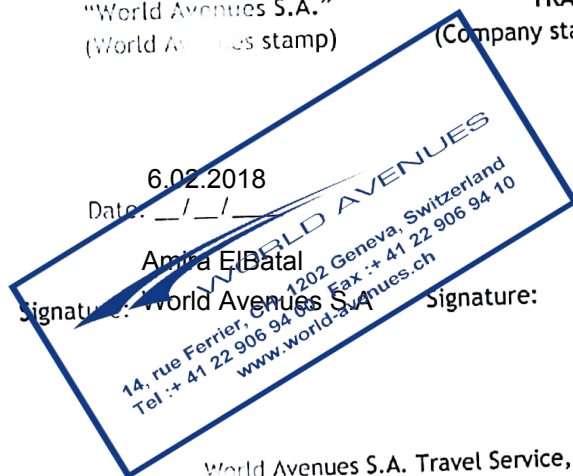 "World Avenues S.A."
TRA
(World Avenues stamp)
(Company sta
6.02.2018
Date: __/__/____
WORLD AVENUES
14, rue Ferrier, CH-1202 Geneva, Switzerland
Tel :+ 41 22 906 94 00 Fax :+ 41 22 906 94 10
www.world-avenues.ch
Amira ElBatal
Signature: World Avenues S.A
Signature:
World Avenues S.A. Travel Service,